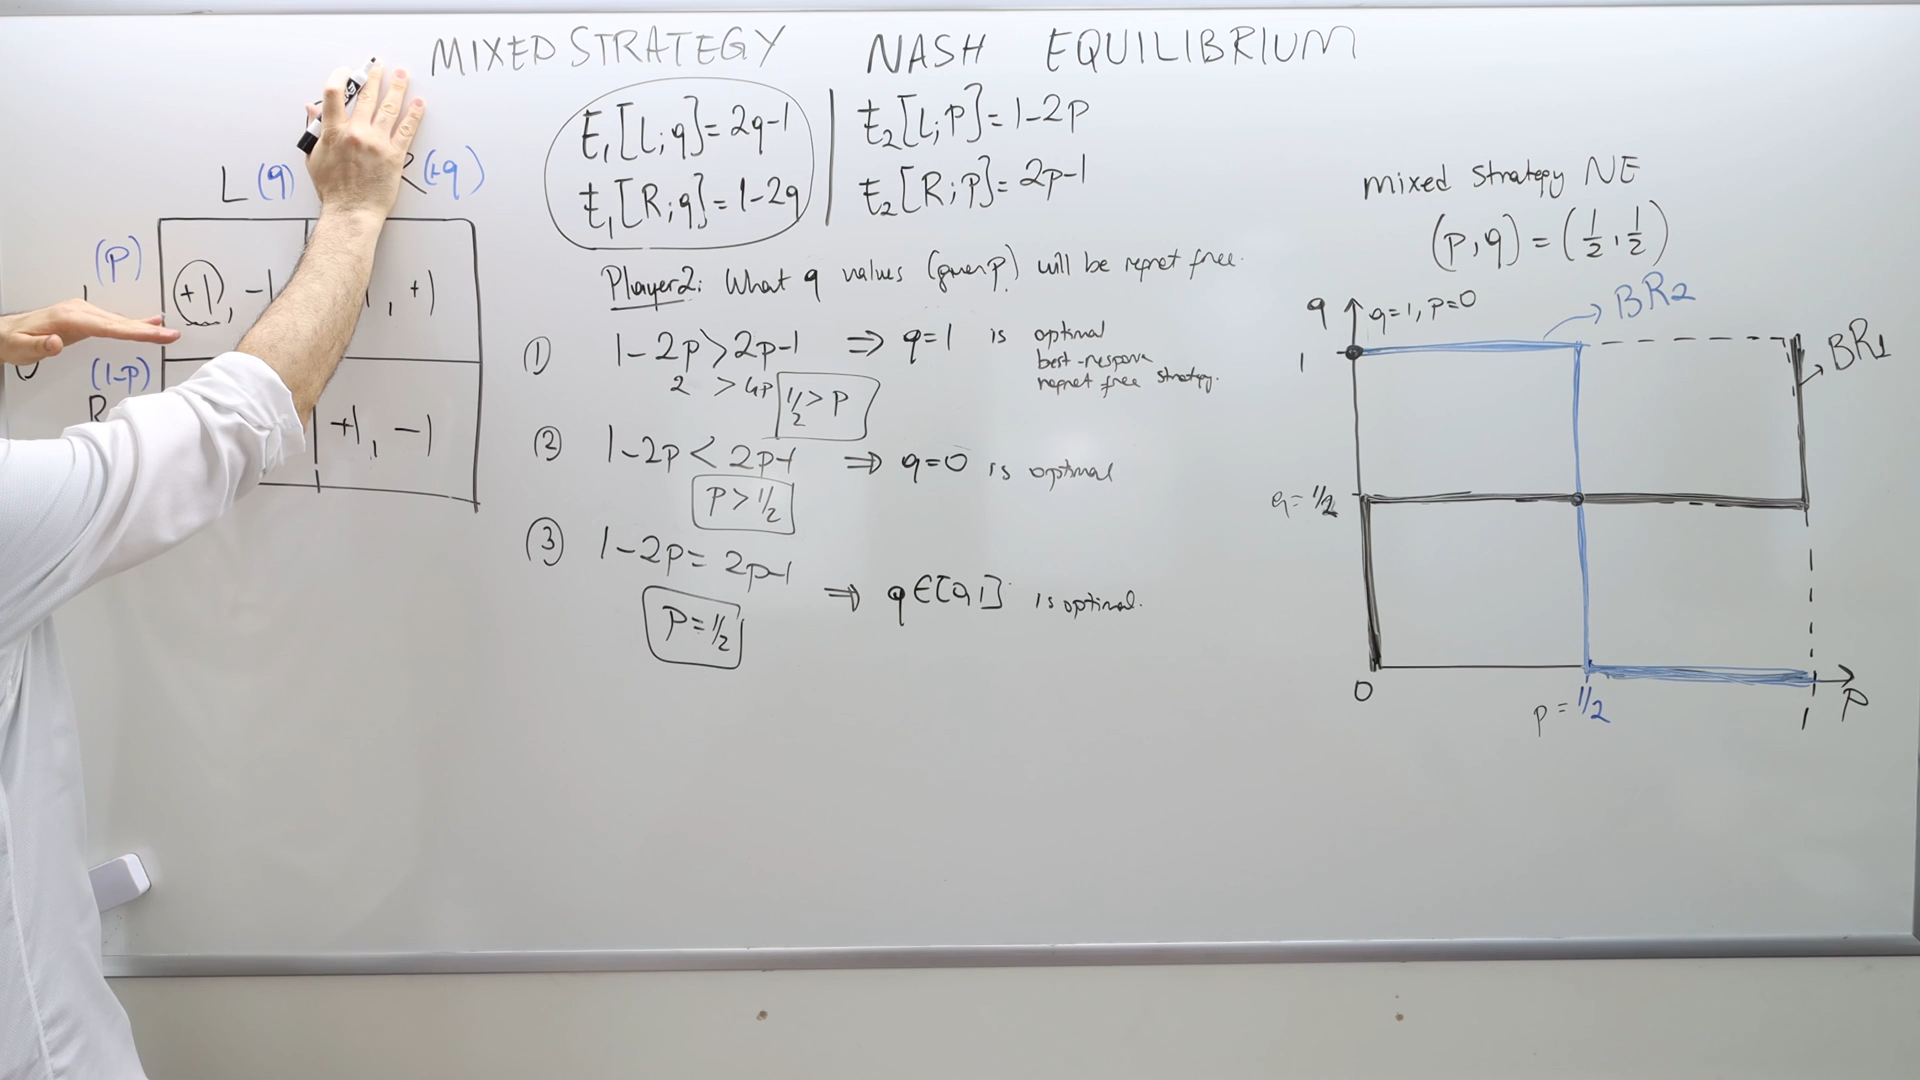 MIXED STRATEGY NASH EQUILIBRIUM
E₁[L;q]=2q-1
E₁[R;q]=1-2q
E₂[L;P]=1-2p
E₂[R;P]=2p-1
L (q)
(1-q)
(p)
+1, -1
, +1
(1-p)
R
+1, -1
Player 2: What q values (given p) will be regret free.
① 1-2p>2p-1 ⇒ q=1 is optimal
best-response
regret free strategy.
2 >4p
1/2>P
② 1-2p<2p-1 ⇒ q=0 is optimal
P>1/2
③ 1-2p=2p-1 ⇒ q∈[0,1] is optimal.
P=1/2
mixed strategy NE
(p,q)=(1/2,1/2)
q
q=1, p=0
BR2
1
BR1
q=1/2
0
p=1/2
1
P